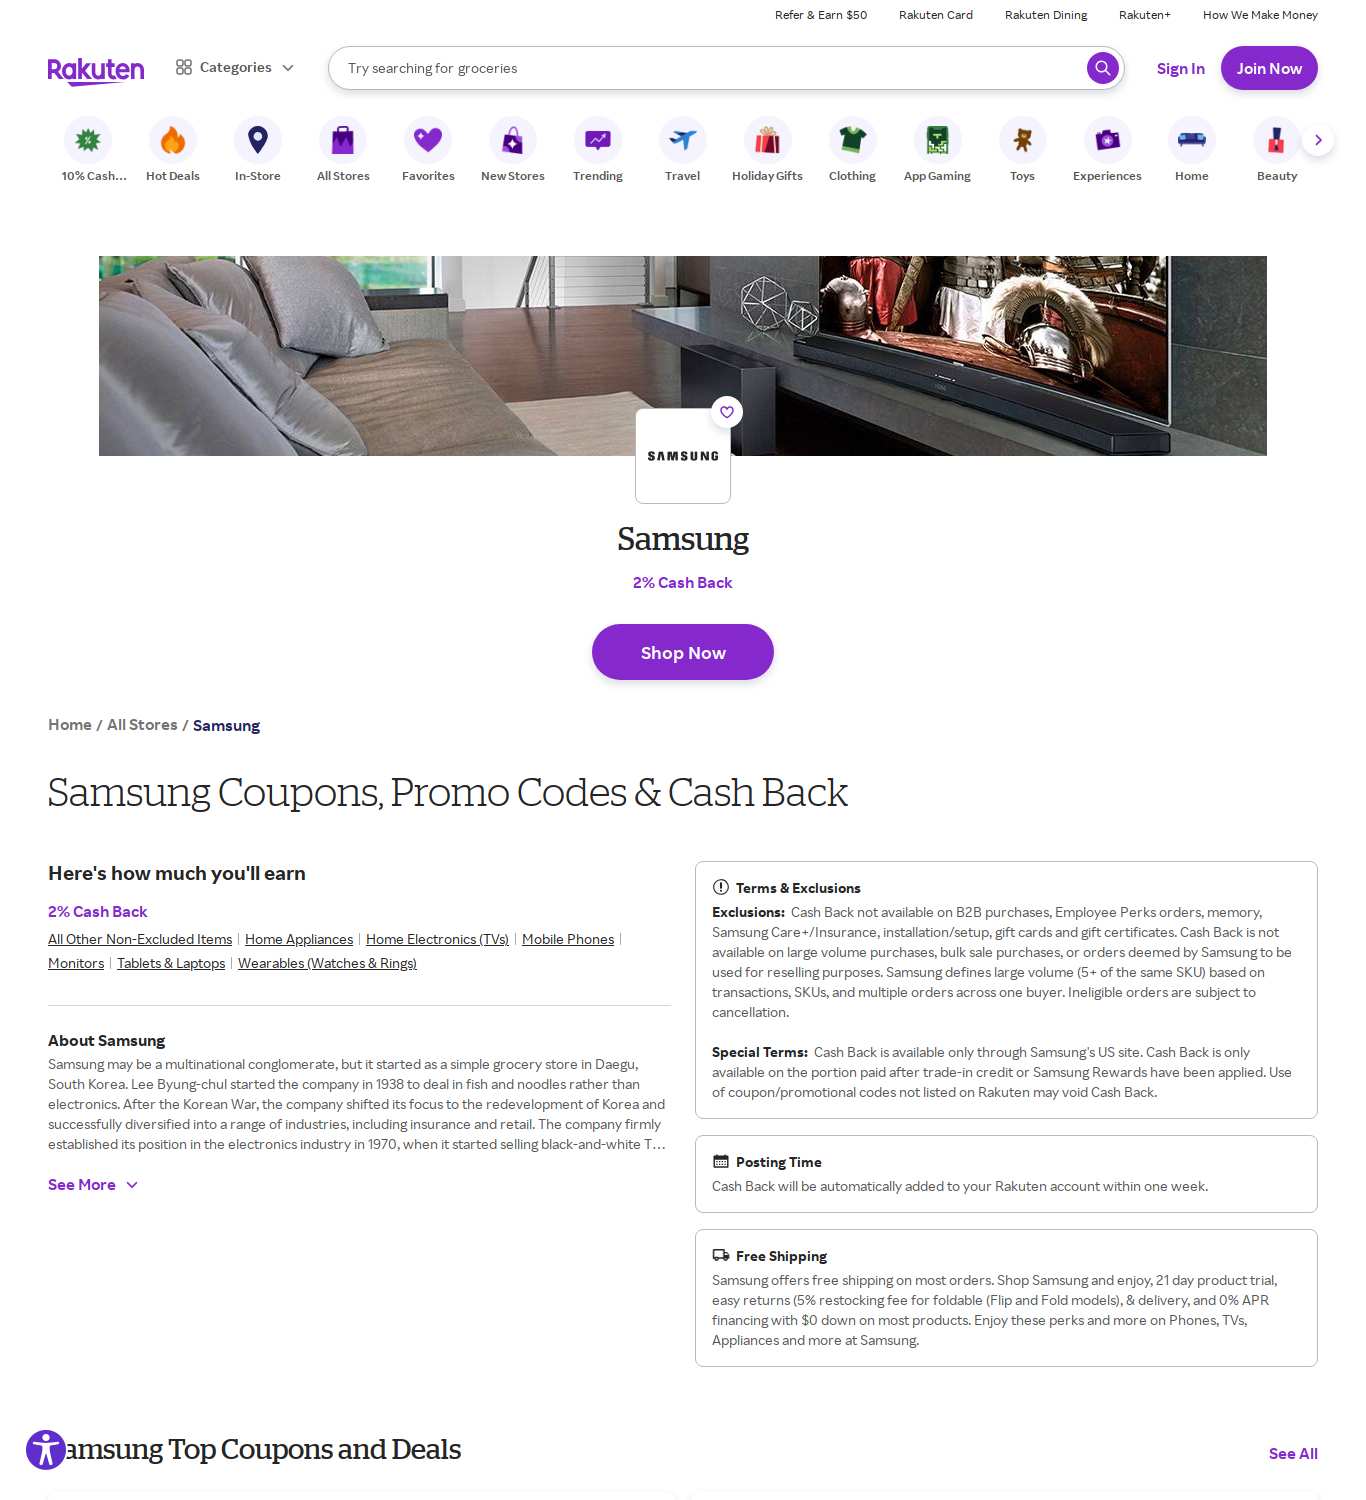 Refer & Earn $50 Rakuten Card Rakuten Dining Rakuten+ How We Make Money
Rakuten Categories Try searching for groceries Sign In Join Now
10% Cash... Hot Deals In-Store All Stores Favorites New Stores Trending Travel Holiday Gifts Clothing App Gaming Toys Experiences Home Beauty
SAMSUNG
Samsung
2% Cash Back
Shop Now
Home / All Stores / Samsung
Samsung Coupons, Promo Codes & Cash Back
Here's how much you'll earn
2% Cash Back
All Other Non-Excluded Items | Home Appliances | Home Electronics (TVs) | Mobile Phones |
Monitors | Tablets & Laptops | Wearables (Watches & Rings)
About Samsung
Samsung may be a multinational conglomerate, but it started as a simple grocery store in Daegu,
South Korea. Lee Byung-chul started the company in 1938 to deal in fish and noodles rather than
electronics. After the Korean War, the company shifted its focus to the redevelopment of Korea and
successfully diversified into a range of industries, including insurance and retail. The company firmly
established its position in the electronics industry in 1970, when it started selling black-and-white T...
See More
Terms & Exclusions
Exclusions: Cash Back not available on B2B purchases, Employee Perks orders, memory,
Samsung Care+/Insurance, installation/setup, gift cards and gift certificates. Cash Back is not
available on large volume purchases, bulk sale purchases, or orders deemed by Samsung to be
used for reselling purposes. Samsung defines large volume (5+ of the same SKU) based on
transactions, SKUs, and multiple orders across one buyer. Ineligible orders are subject to
cancellation.
Special Terms: Cash Back is available only through Samsung's US site. Cash Back is only
available on the portion paid after trade-in credit or Samsung Rewards have been applied. Use
of coupon/promotional codes not listed on Rakuten may void Cash Back.
Posting Time
Cash Back will be automatically added to your Rakuten account within one week.
Free Shipping
Samsung offers free shipping on most orders. Shop Samsung and enjoy, 21 day product trial,
easy returns (5% restocking fee for foldable (Flip and Fold models), & delivery, and 0% APR
financing with $0 down on most products. Enjoy these perks and more on Phones, TVs,
Appliances and more at Samsung.
amsung Top Coupons and Deals
See All